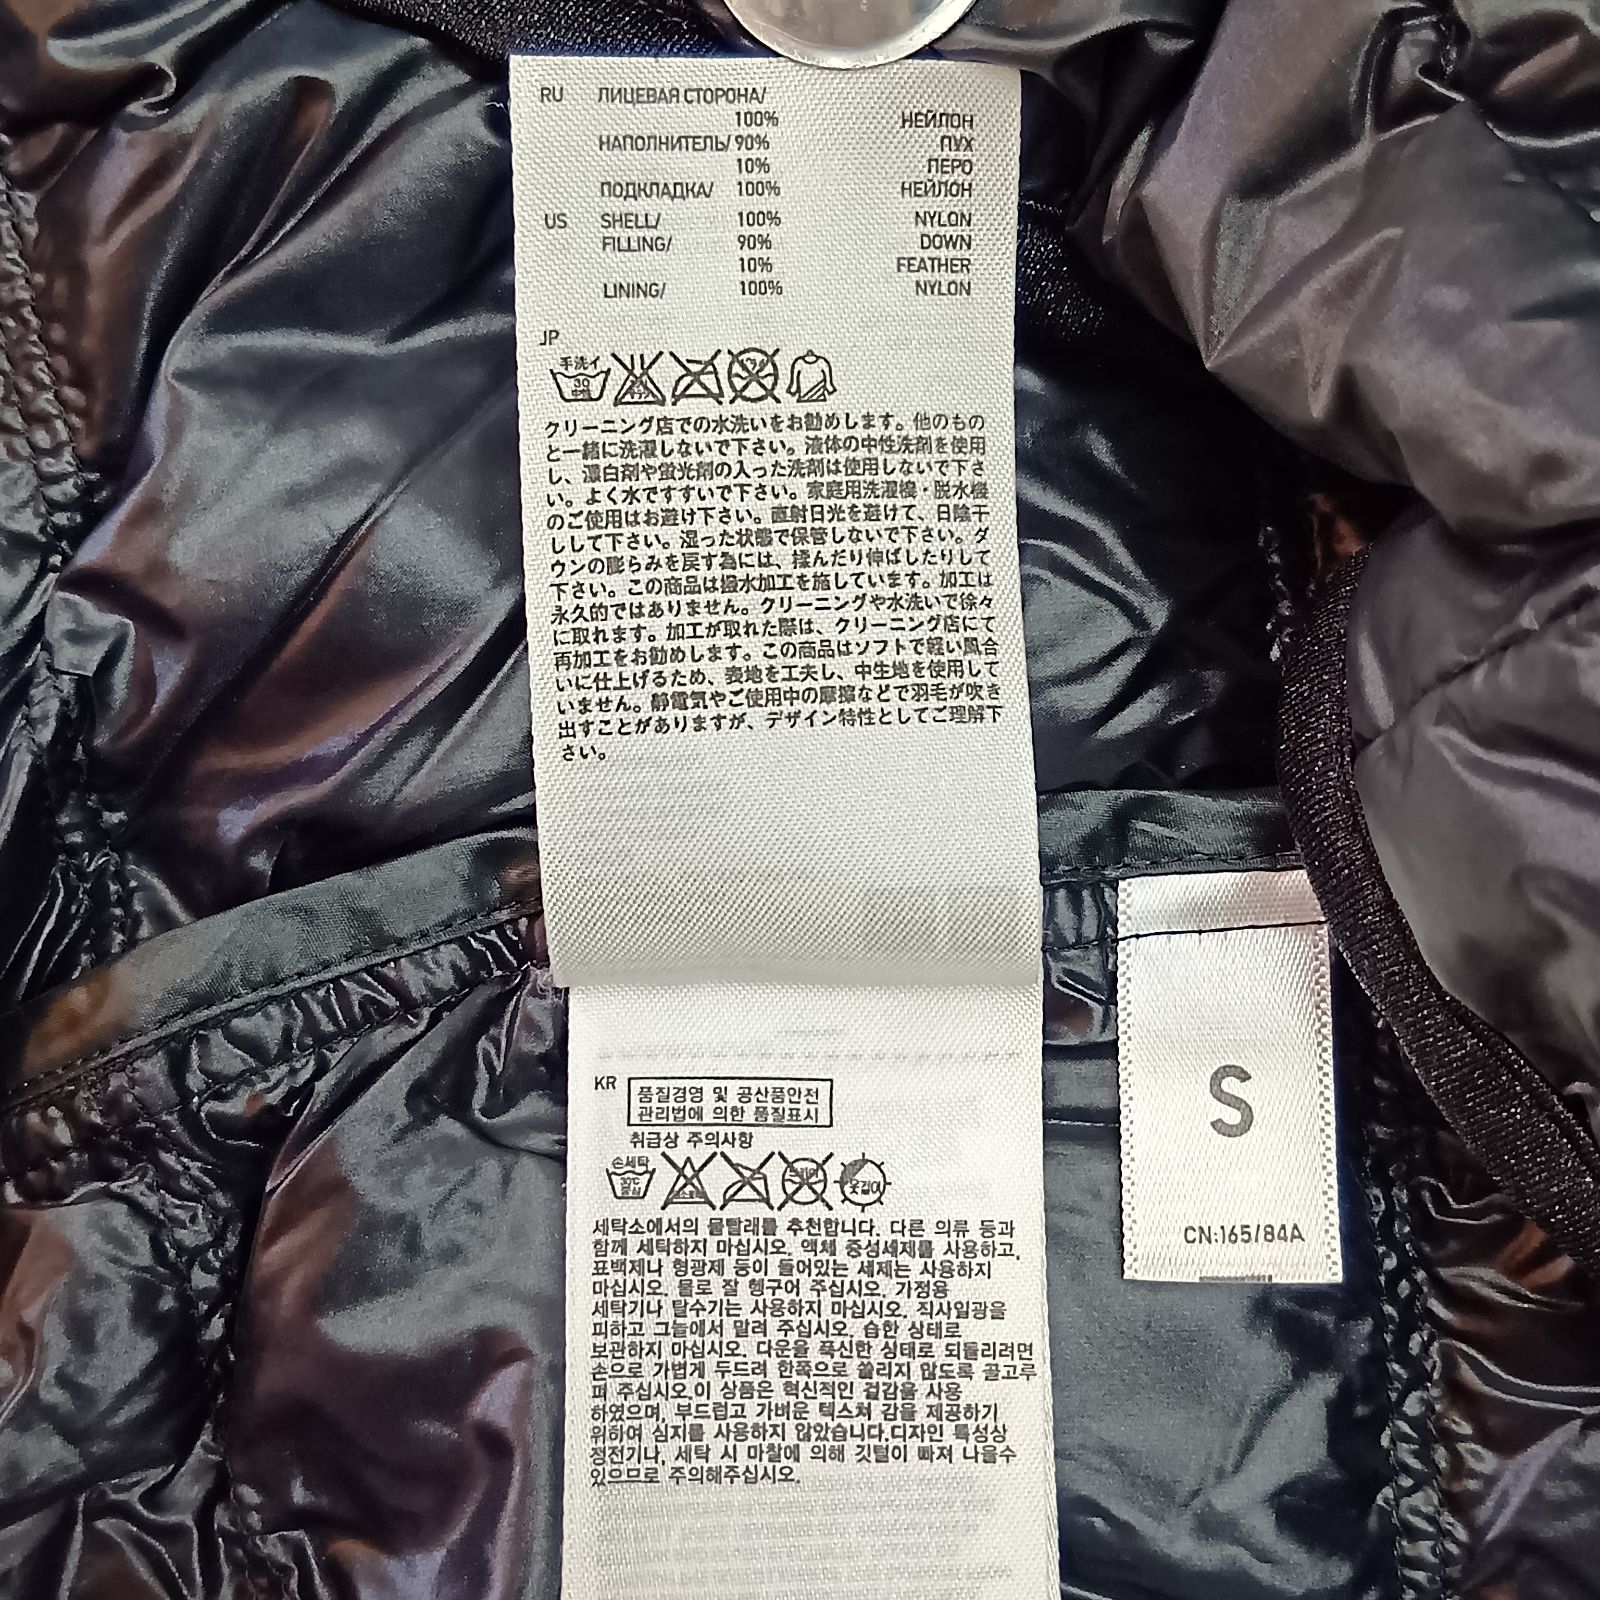 RU ЛИЦЕВАЯ СТОРОНА/
100% НЕЙЛОН
НАПОЛНИТЕЛЬ/ 90% ПУХ
10% ПЕРО
ПОДКЛАДКА/ 100% НЕЙЛОН
US SHELL/ 100% NYLON
FILLING/ 90% DOWN
10% FEATHER
LINING/ 100% NYLON
JP
手洗イ
30
クリーニング店での水洗いをお勧めします。他のもの
と一緒に洗濯しないで下さい。液体の中性洗剤を使用
し、漂白剤や蛍光剤の入った洗剤は使用しないで下さ
い。よく水ですすいで下さい。家庭用洗濯機・脱水機
のご使用はお避け下さい。直射日光を避けて、日陰干
しして下さい。湿った状態で保管しないで下さい。ダ
ウンの膨らみを戻す為には、揉んだり伸ばしたりして
下さい。この商品は撥水加工を施しています。加工は
永久的ではありません。クリーニングや水洗いで徐々
に取れます。加工が取れた際は、クリーニング店にて
再加工をお勧めします。この商品はソフトで軽い風合
いに仕上げるため、表地を工夫し、中生地を使用して
いません。静電気やご使用中の摩擦などで羽毛が吹き
出すことがありますが、デザイン特性としてご理解下
さい。
KR 품질경영 및 공산품안전
관리법에 의한 품질표시
취급상 주의사항
손세탁
30℃
중성
옷걸이
세탁소에서의 물빨래를 추천합니다. 다른 의류 등과
함께 세탁하지 마십시오. 액체 중성세제를 사용하고,
표백제나 형광제 등이 들어있는 세제는 사용하지
마십시오. 물로 잘 헹구어 주십시오. 가정용
세탁기나 탈수기는 사용하지 마십시오. 직사일광을
피하고 그늘에서 말려 주십시오. 습한 상태로
보관하지 마십시오. 다운을 푹신한 상태로 되돌리려면
손으로 가볍게 두드려 한쪽으로 쏠리지 않도록 골고루
펴 주십시오.이 상품은 혁신적인 겉감을 사용
하였으며, 부드럽고 가벼운 텍스쳐 감을 제공하기
위하여 심지를 사용하지 않았습니다.디자인 특성상
정전기나, 세탁 시 마찰에 의해 깃털이 빠져 나올수
있으므로 주의해주십시오.
S
CN:165/84A